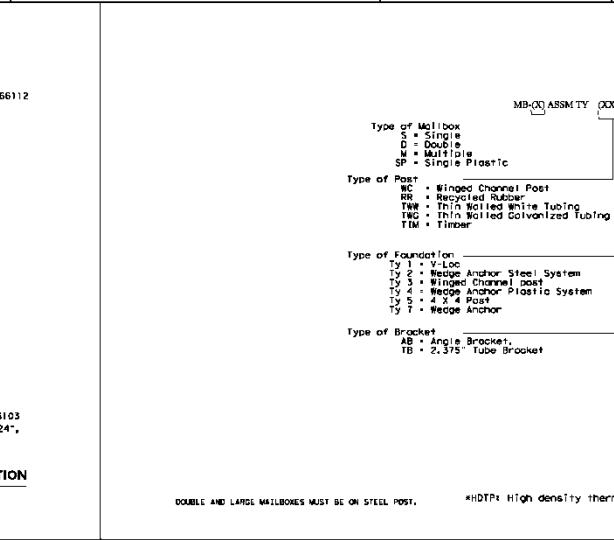 66112
MB-(X) ASSM TY (XX
Type of Mailbox
S = Single
D = Double
M = Multiple
SP = Single Plastic
Type of Post
WC = Winged Channel Post
RR = Recycled Rubber
TWW = Thin Walled White Tubing
TWG = Thin Walled Galvanized Tubing
TIM = Timber
Type of Foundation
Ty 1 = V-Loc
Ty 2 = Wedge Anchor Steel System
Ty 3 = Winged Channel post
Ty 4 = Wedge Anchor Plastic System
Ty 5 = 4 X 4 Post
Ty 7 = Wedge Anchor
Type of Bracket
AB = Angle Bracket.
TB = 2.375" Tube Bracket
6103
24",
TION
DOUBLE AND LARGE MAILBOXES MUST BE ON STEEL POST.
*HDTP: High density therr